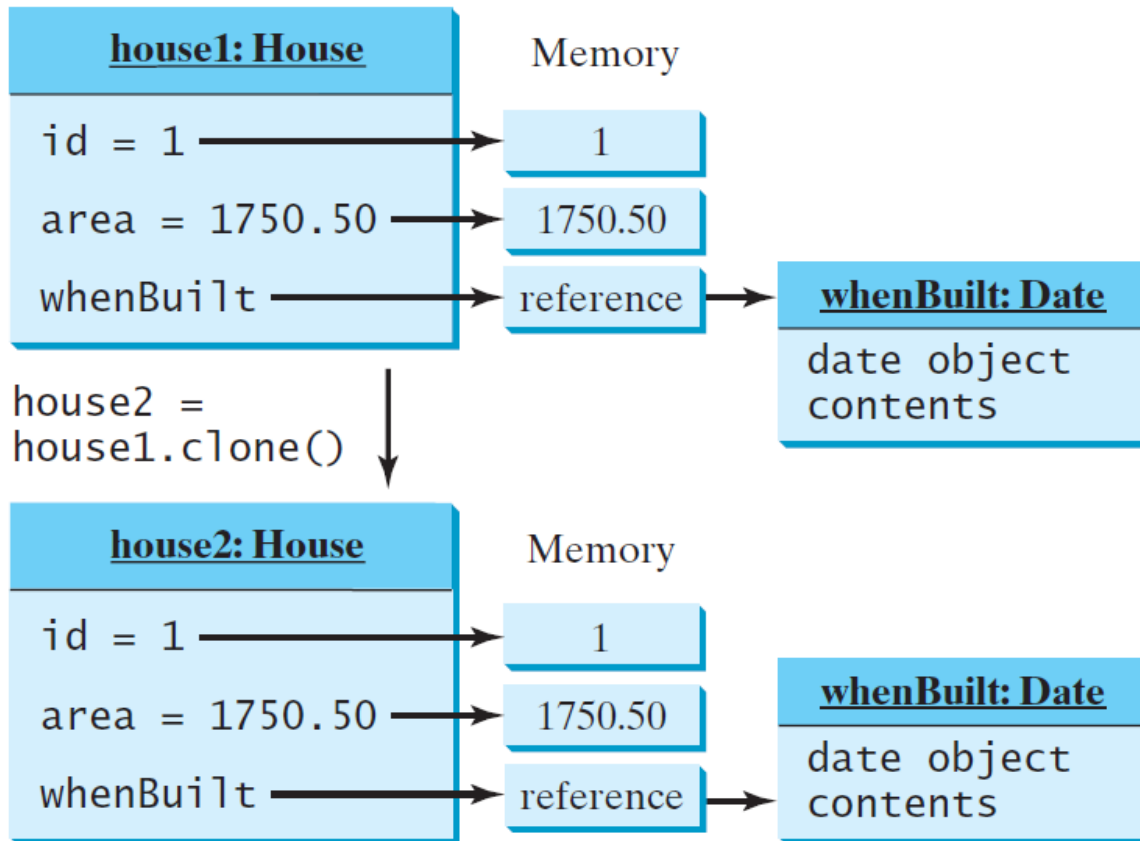 house1: House
Memory
id = 1
1
area = 1750.50
1750.50
whenBuilt
reference
whenBuilt: Date
date object
contents
house2 =
house1.clone()
house2: House
Memory
id = 1
1
area = 1750.50
1750.50
whenBuilt
reference
whenBuilt: Date
date object
contents